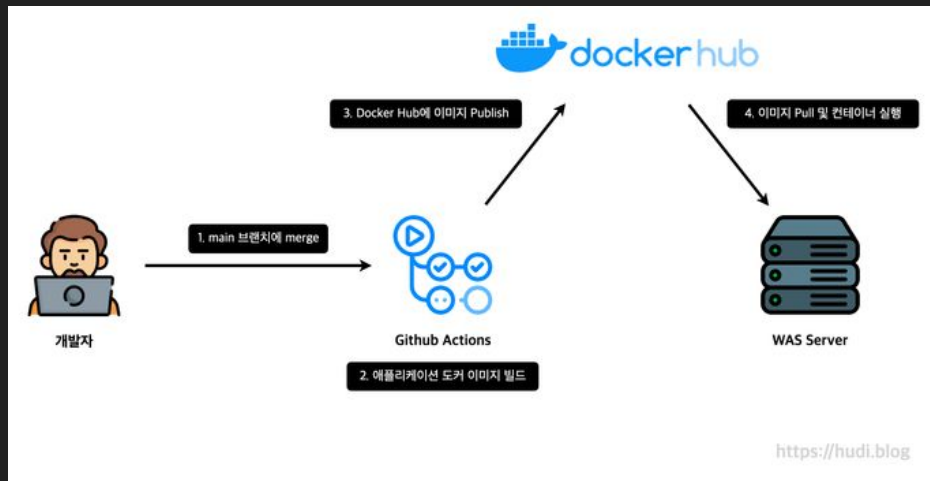 docker hub
3. Docker Hub에 이미지 Publish
4. 이미지 Pull 및 컨테이너 실행
1. main 브랜치에 merge
개발자
Github Actions
WAS Server
2. 애플리케이션 도커 이미지 빌드
https://hudi.blog